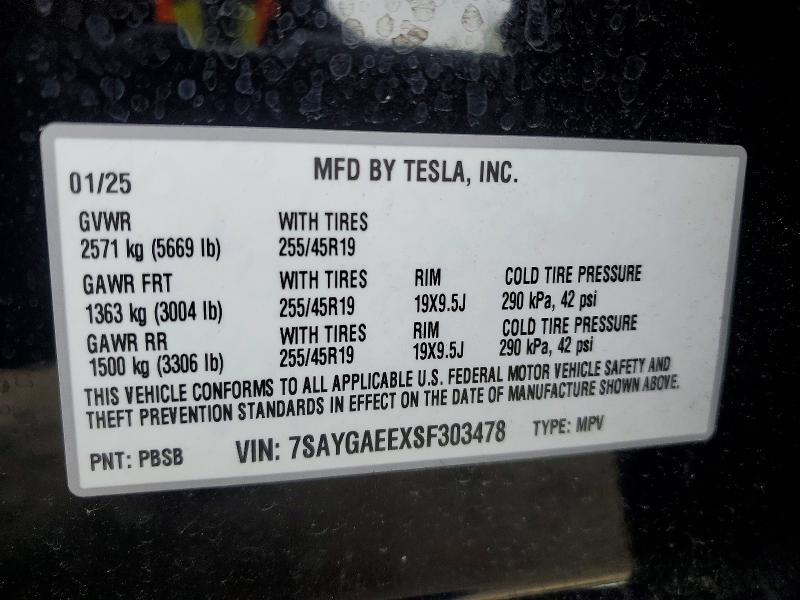 01/25 MFD BY TESLA, INC.
GVWR WITH TIRES
2571 kg (5669 lb) 255/45R19
GAWR FRT WITH TIRES RIM COLD TIRE PRESSURE
1363 kg (3004 lb) 255/45R19 19X9.5J 290 kPa, 42 psi
GAWR RR WITH TIRES RIM COLD TIRE PRESSURE
1500 kg (3306 lb) 255/45R19 19X9.5J 290 kPa, 42 psi
THIS VEHICLE CONFORMS TO ALL APPLICABLE U.S. FEDERAL MOTOR VEHICLE SAFETY AND
THEFT PREVENTION STANDARDS IN EFFECT ON THE DATE OF MANUFACTURE SHOWN ABOVE.
PNT: PBSB VIN: 7SAYGAEEXSF303478 TYPE: MPV